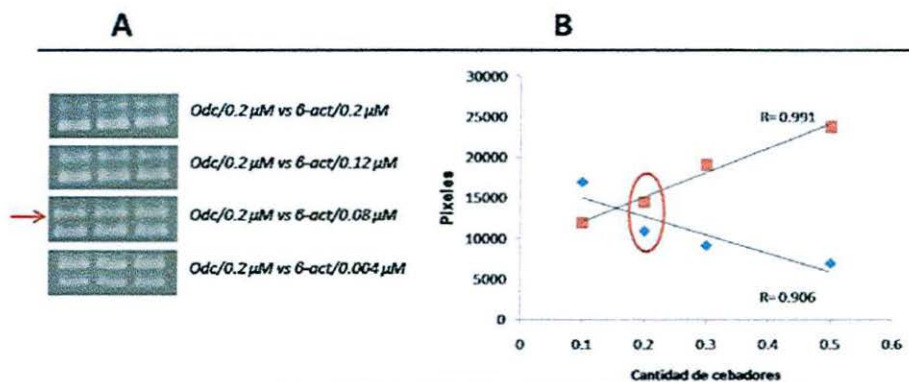 A
B
Odc/0.2 µM vs 6-act/0.2 µM
Odc/0.2 µM vs 6-act/0.12 µM
Odc/0.2 µM vs 6-act/0.08 µM
Odc/0.2 µM vs 6-act/0.004 µM
30000
25000
20000
15000
10000
5000
0
Pixeles
R= 0.991
R= 0.906
0 0.1 0.2 0.3 0.4 0.5 0.6
Cantidad de cebadores